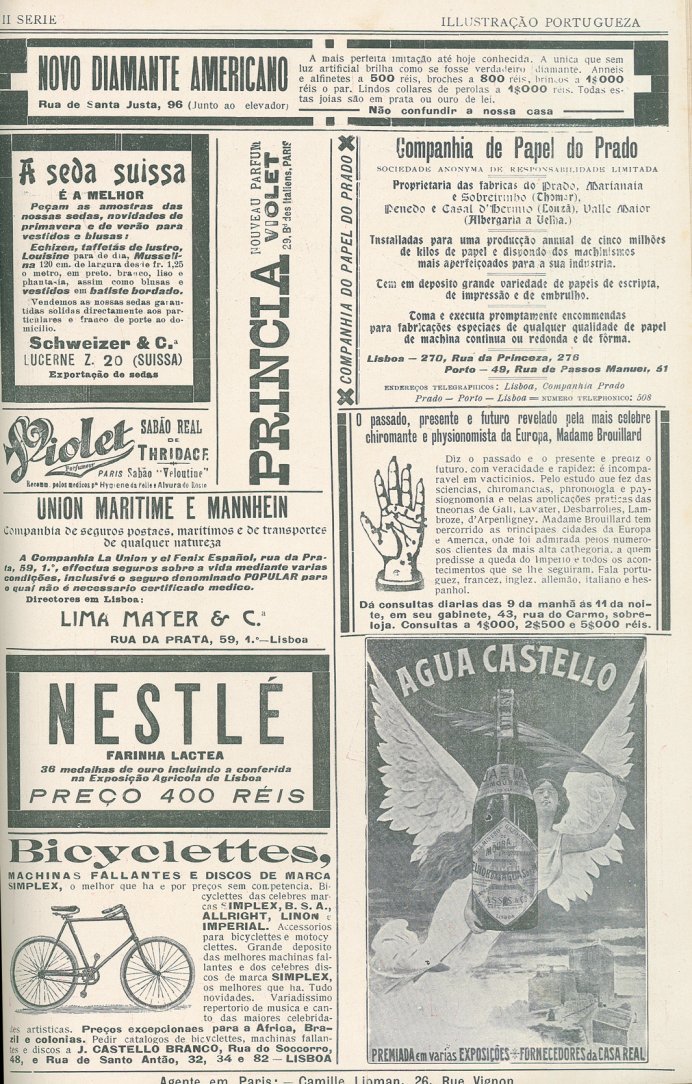 II SERIE
ILLUSTRAÇÃO PORTUGUEZA
NOVO DIAMANTE AMERICANO
Rua de Santa Justa, 96 (Junto ao elevador)
A mais perfeita imitação até hoje conhecida. A unica que sem
luz artificial brilha como se fosse verdadeiro diamante. Anneis
e alfinetes a 500 réis, broches a 800 réis, brincos a 1$000
réis o par. Lindos collares de perolas a 1$000 réis. Todas es-
tas joias são em prata ou ouro de lei.
Não confundir a nossa casa
A seda suissa
É A MELHOR
Peçam as amostras das
nossas sedas, novidades de
primavera e de verão para
vestidos e blusas:
Echizen, taffetás de lustro,
Louisine para de dia, Musseli-
na 120 cm. de largura desde fr. 1,25
o metro, em preto, branco, liso e
phantasia, assim como blusas e
vestidos em batiste bordado.
Vendemos as nossas sedas garan-
tidas solidas directamente aos par-
ticulares e franco de porte ao do-
micilio.
Schweizer & C.ª
LUCERNE Z. 20 (SUISSA)
Exportação de sedas
PRINCIA
NOUVEAU PARFUM
VIOLET
29, Bd des Italiens, PARIS
Violet
Parfumeur
PARIS
SABÃO REAL
DE
THRIDACE
Sabão "Veloutine"
Recomm. pelos medicos pª Hygiene da Pelle e Alvura do Rosto
COMPANHIA DO PAPEL DO PRADO
Companhia de Papel do Prado
SOCIEDADE ANONYMA DE RESPONSABILIDADE LIMITADA
Proprietaria das fabricas do Prado, Marianaia
e Sobreirinho (Thomar),
Penedo e Casal d'Hermio (Louzã), Valle Maior
(Albergaria a Velha.)
Installadas para uma producção annual de cinco milhões
de kilos de papel e dispondo dos machinismos
mais aperfeiçoados para a sua industria.
Tem em deposito grande variedade de papeis de escripta,
de impressão e de embrulho.
Toma e executa promptamente encommendas
para fabricações especiaes de qualquer qualidade de papel
de machina continua ou redonda e de fôrma.
Lisboa — 270, Rua da Princeza, 276
Porto — 49, Rua de Passos Manuel, 51
ENDEREÇOS TELEGRAPHICOS: Lisboa, Companhia Prado
Prado — Porto — Lisboa = NUMERO TELEPHONICO: 508
O passado, presente e futuro revelado pela mais celebre
chiromante e physionomista da Europa, Madame Brouillard
Diz o passado e o presente e prediz o
futuro, com veracidade e rapidez: é incompa-
ravel em vacticinios. Pelo estudo que fez das
sciencias, chiromancias, phronologia e phy-
siognomonia e pelas applicações praticas das
theorias de Gall, Lavater, Desbarrolles, Lam-
broze, d'Arpenligney. Madame Brouillard tem
percorrido as principaes cidades da Europa
e America, onde foi admirada pelos numero-
sos clientes da mais alta cathegoria, a quem
predisse a queda do Imperio e todos os acon-
tecimentos que se lhe seguiram. Fala portu-
guez, francez, inglez, allemão, italiano e hes-
panhol.
Dá consultas diarias das 9 da manhã ás 11 da noi-
te, em seu gabinete, 43, rua do Carmo, sobre-
loja. Consultas a 1$000, 2$500 e 5$000 réis.
UNION MARITIME E MANNHEIN
Companhia de seguros postaes, maritimos e de transportes
de qualquer natureza
A Companhia La Union y el Fenix Español, rua da Pra-
ta, 59, 1.º, effectua seguros sobre a vida mediante varias
condições, inclusivé o seguro denominado POPULAR para
o qual não é necessario certificado medico.
Directores em Lisboa:
LIMA MAYER & C.ª
RUA DA PRATA, 59, 1.º—Lisboa
NESTLÉ
FARINHA LACTEA
36 medalhas de ouro incluindo a conferida
na Exposição Agricola de Lisboa
PREÇO 400 RÉIS
Bicyclettes,
MACHINAS FALLANTES E DISCOS DE MARCA
SIMPLEX, o melhor que ha e por preços sem competencia. Bi-
cyclettes das celebres mar-
cas SIMPLEX, B. S. A.,
ALLRIGHT, LINON e
IMPERIAL. Accessorios
para bicyclettes e motocy
clettes. Grande deposito
das melhores machinas fal-
lantes e dos celebres dis-
cos de marca SIMPLEX,
os melhores que ha. Tudo
novidades. Variadissimo
repertorio de musica e can-
to das maiores celebrida-
des artisticas. Preços excepcionaes para a Africa, Bra-
zil e colonias. Pedir catalogos de bicyclettes, machinas fallan-
tes e discos a J. CASTELLO BRANCO, Rua do Soccorro,
48, e Rua de Santo Antão, 32, 34 e 82 — LISBOA
AGUA CASTELLO
MOURA
ASSIS & C.ª
LISBOA
PREMIADA em varias EXPOSIÇÕES FORNECEDORES da CASA REAL
Agente em Paris: — Camille Lipman, 26, Rue Vignon